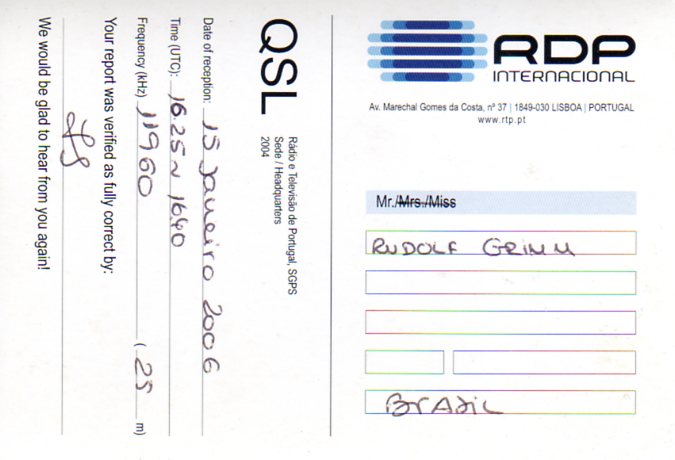 RDP
INTERNACIONAL
Av. Marechal Gomes da Costa, nº 37 | 1849-030 LISBOA | PORTUGAL
www.rtp.pt
Mr./Mrs./Miss
RUDOLF GRIMM
BRAZIL
QSL
Rádio e Televisão de Portugal, SGPS
Sede / Headquarters
2004
Date of reception: 15 Janeiro 2006
Time (UTC): 16.25 ~ 1640
Frequency (kHz) 11960 ( 25 m)
Your report was verified as fully correct by:
We would be glad to hear from you again!